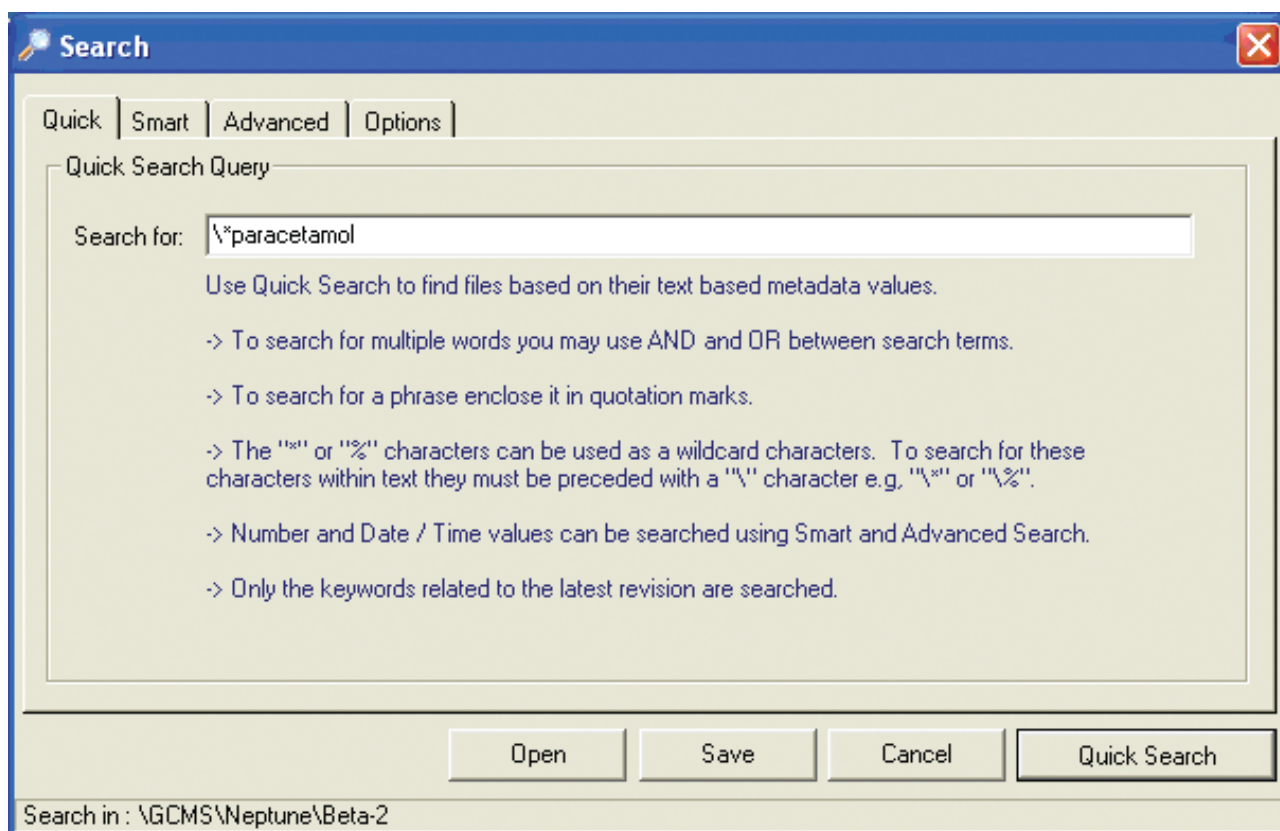 Search
Quick Smart Advanced Options
Quick Search Query
Search for: \*paracetamol
Use Quick Search to find files based on their text based metadata values.
-> To search for multiple words you may use AND and OR between search terms.
-> To search for a phrase enclose it in quotation marks.
-> The "*" or "%" characters can be used as a wildcard characters. To search for these
characters within text they must be preceded with a "\" character e.g, "\*" or "\%".
-> Number and Date / Time values can be searched using Smart and Advanced Search.
-> Only the keywords related to the latest revision are searched.
Open Save Cancel Quick Search
Search in : \GCMS\Neptune\Beta-2